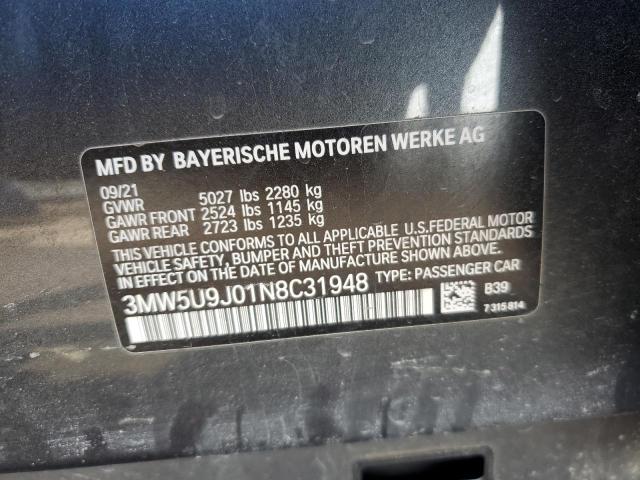 MFD BY BAYERISCHE MOTOREN WERKE AG
09/21
GVWR 5027 lbs 2280 kg
GAWR FRONT 2524 lbs 1145 kg
GAWR REAR 2723 lbs 1235 kg
THIS VEHICLE CONFORMS TO ALL APPLICABLE U.S.FEDERAL MOTOR
VEHICLE SAFETY, BUMPER AND THEFT PREVENTION STANDARDS
IN EFFECT ON THE DATE OF MANUFACTURE SHOWN ABOVE.
3MW5U9J01N8C31948 TYPE: PASSENGER CAR
B39
7315814